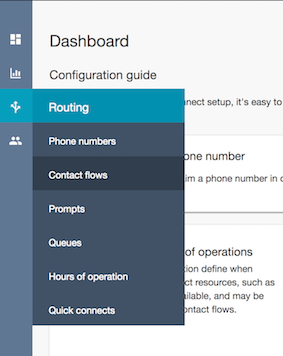 Dashboard
Configuration guide
Routing
nnect setup, it's easy to
Phone numbers
one number
Contact flows
im a phone number in c
Prompts
Queues
of operations
Hours of operation
tion define when
ct resources, such as
ailable, and may be
Quick connects
ontact flows.